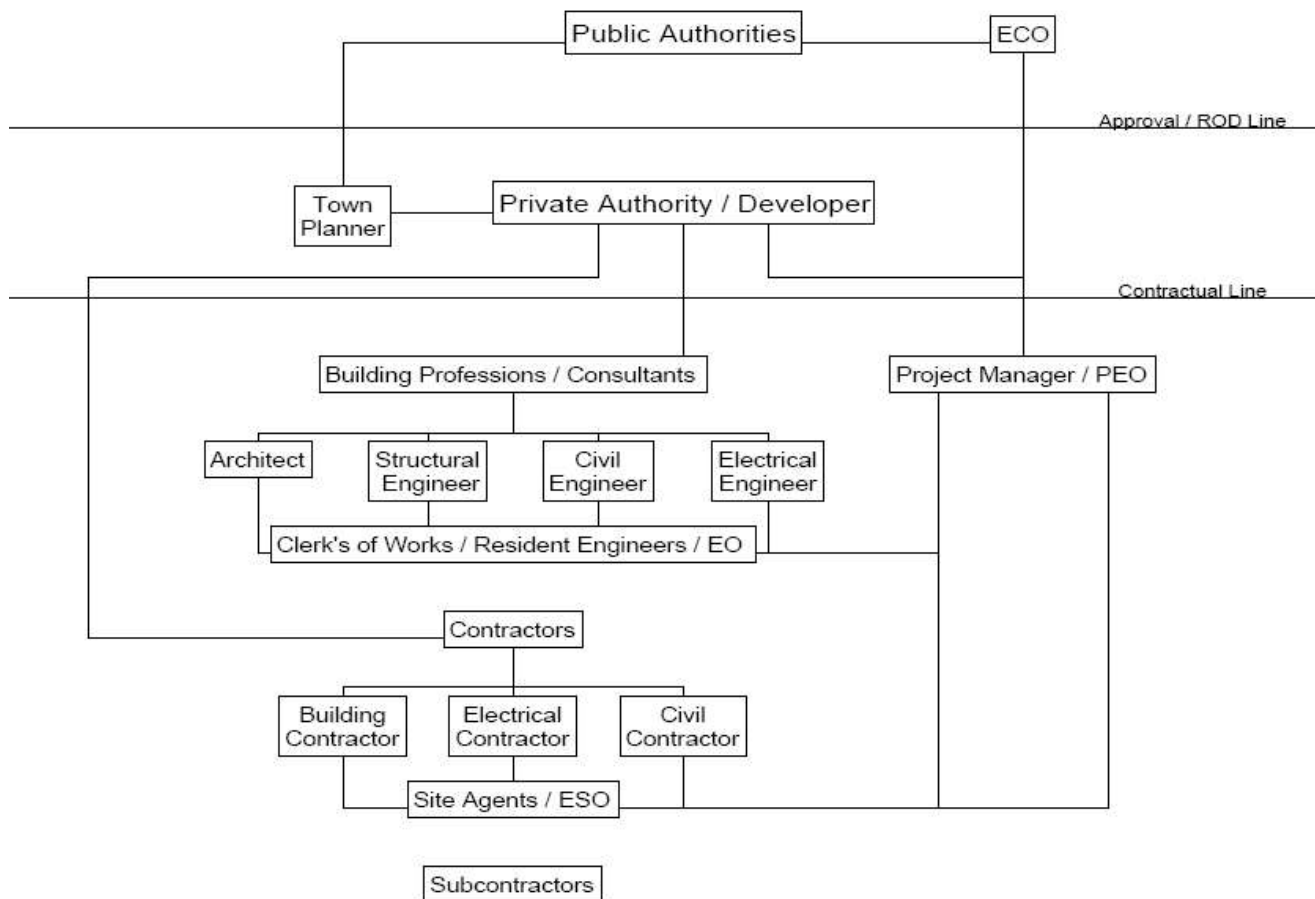 Public Authorities
ECO
Approval / ROD Line
Town
Planner
Private Authority / Developer
Contractual Line
Building Professions / Consultants
Project Manager / PEO
Architect
Structural
Engineer
Civil
Engineer
Electrical
Engineer
Clerk's of Works / Resident Engineers / EO
Contractors
Building
Contractor
Electrical
Contractor
Civil
Contractor
Site Agents / ESO
Subcontractors